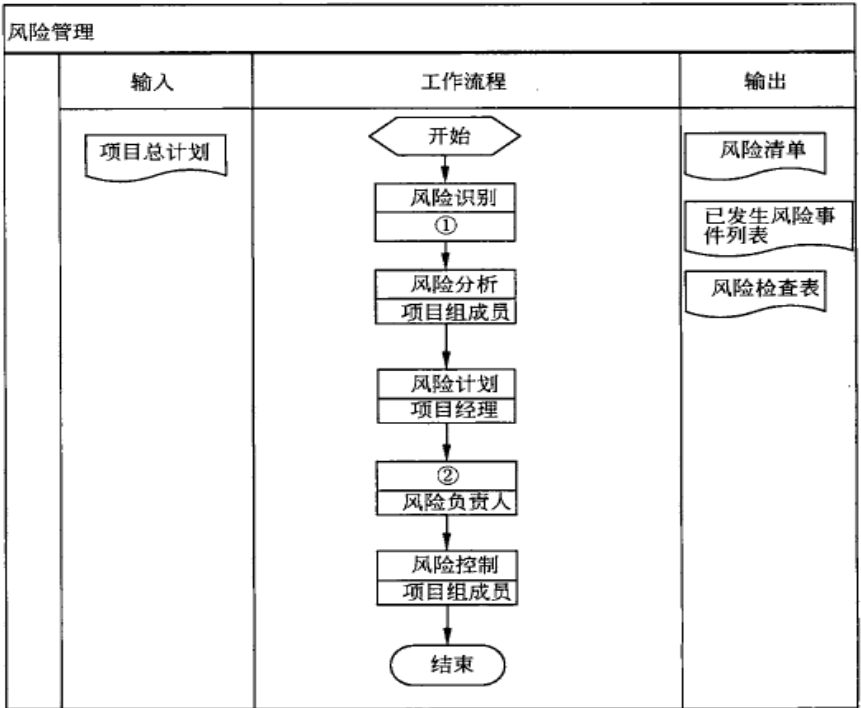 风险管理
输入
工作流程
输出
项目总计划
开始
风险识别
①
风险分析
项目组成员
风险计划
项目经理
②
风险负责人
风险控制
项目组成员
结束
风险清单
已发生风险事
件列表
风险检查表